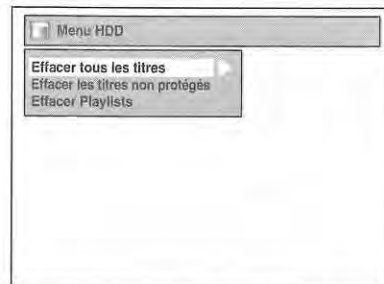 Menu HDD
Effacer tous les titres
Effacer les titres non protégés
Effacer Playlists